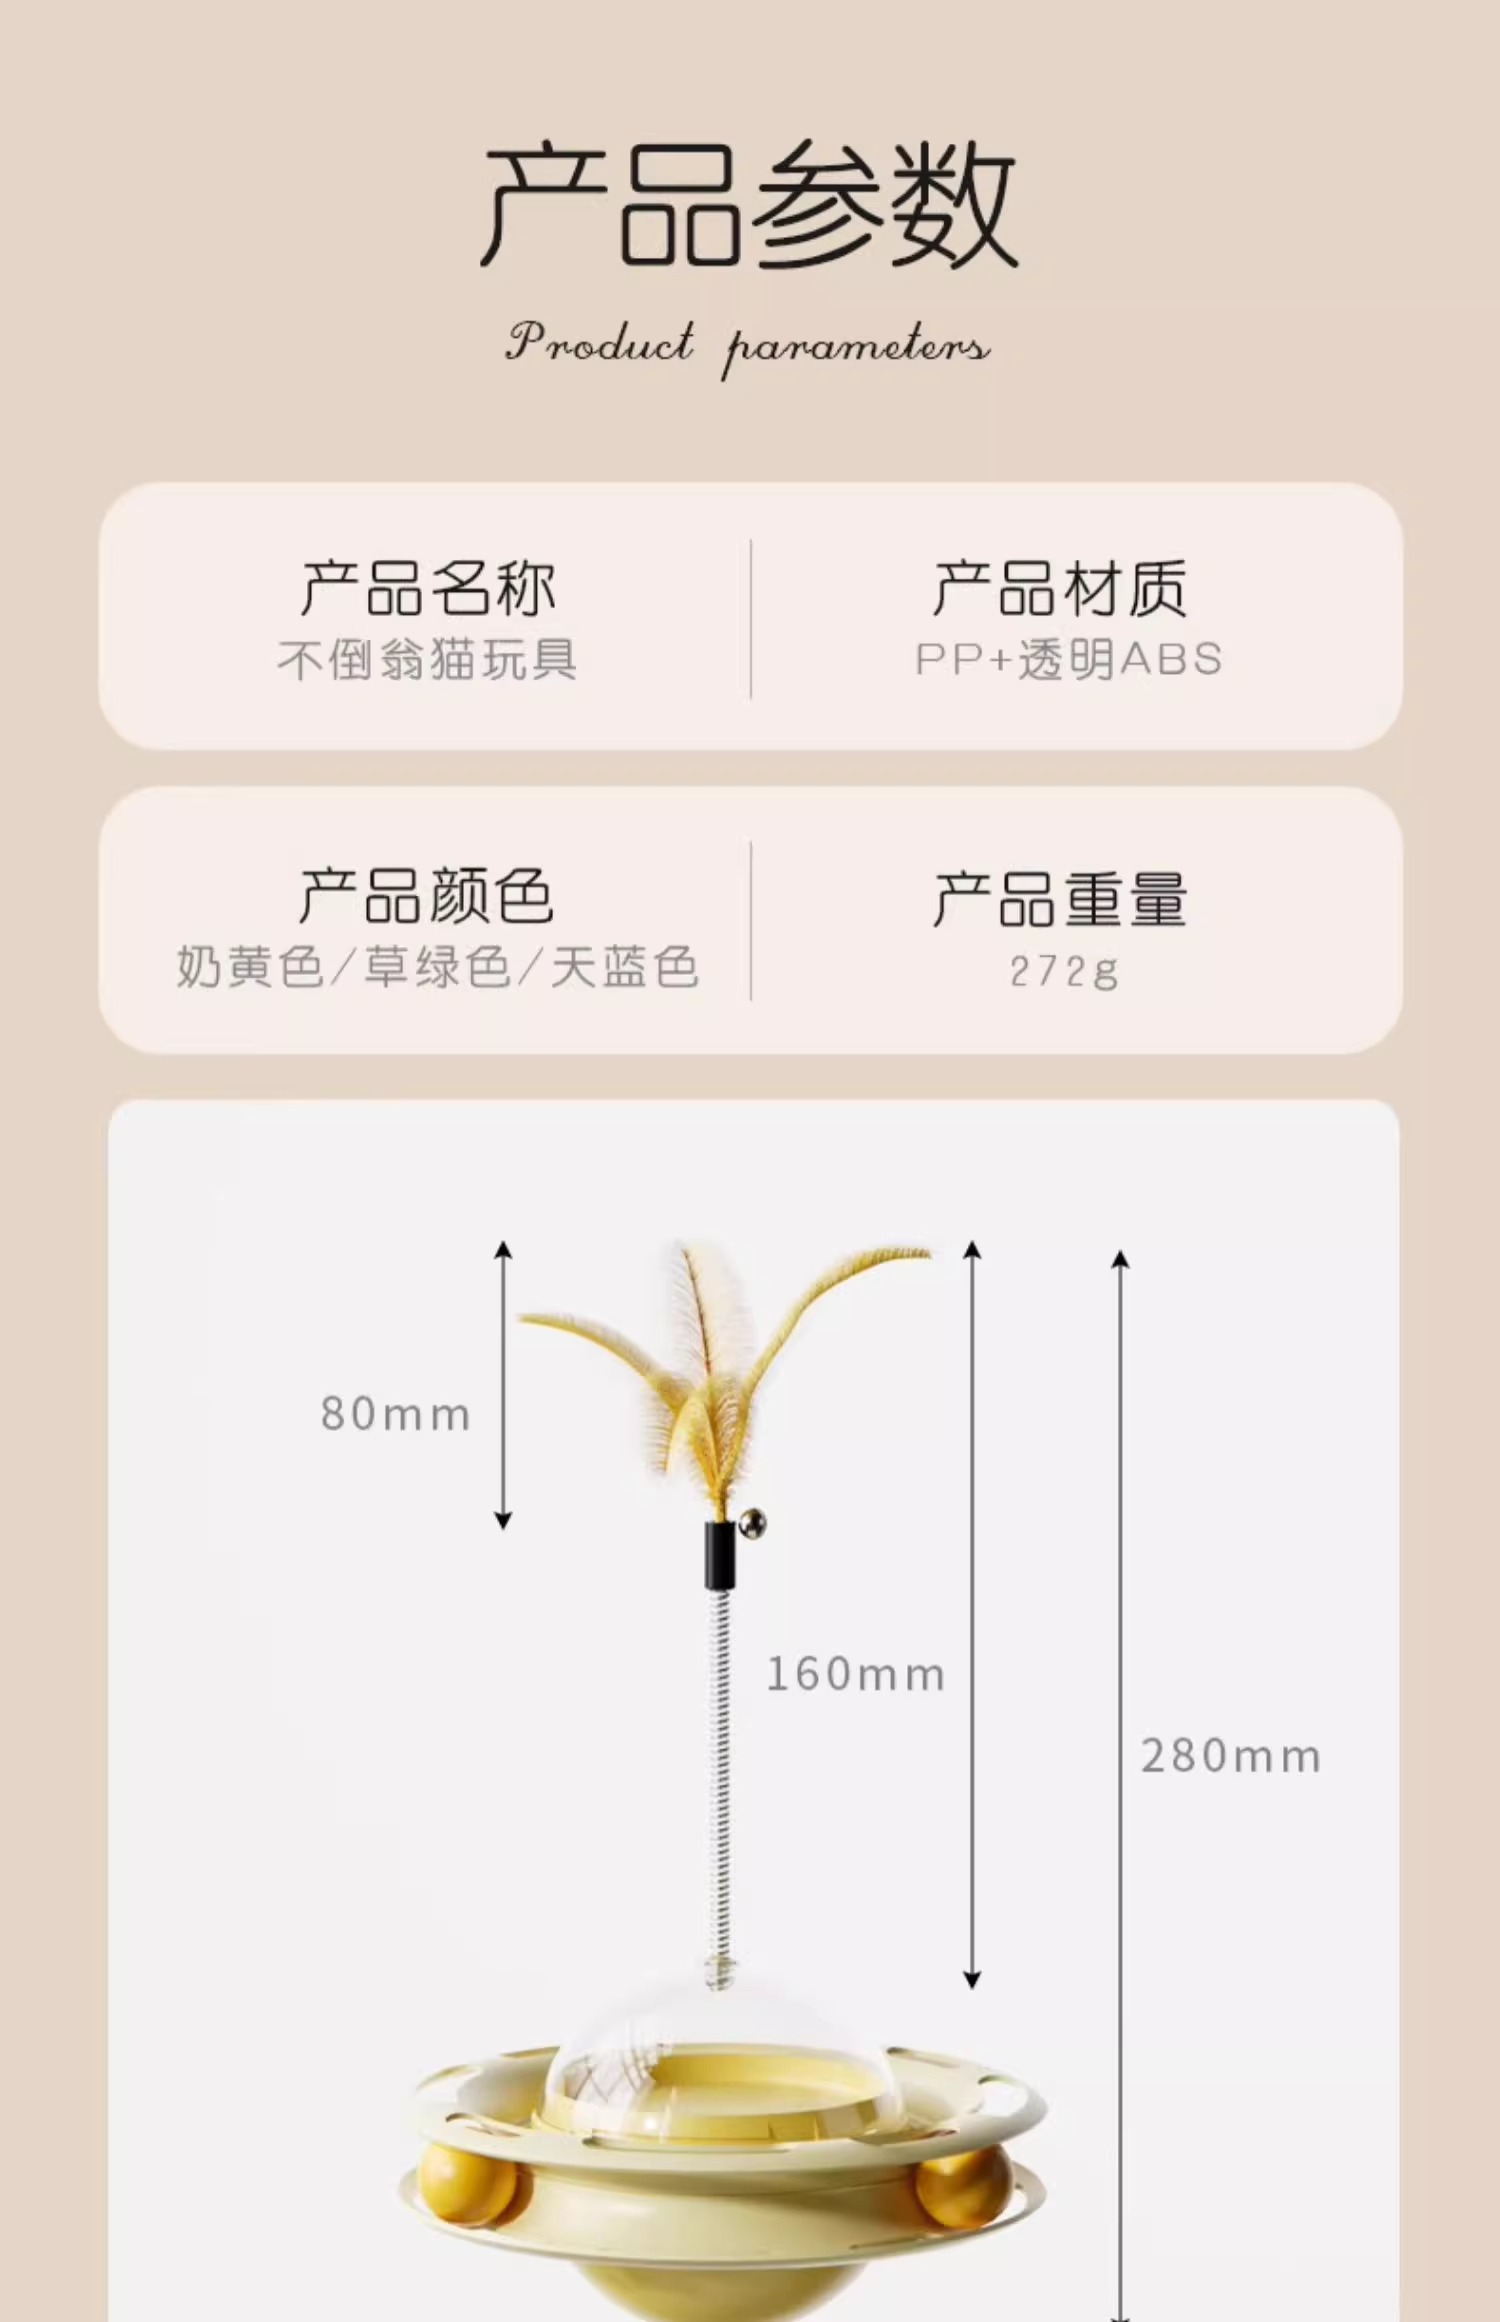 产品参数
Product parameters
产品名称
不倒翁猫玩具
产品材质
PP+透明ABS
产品颜色
奶黄色/草绿色/天蓝色
产品重量
272g
80mm
160mm
280mm